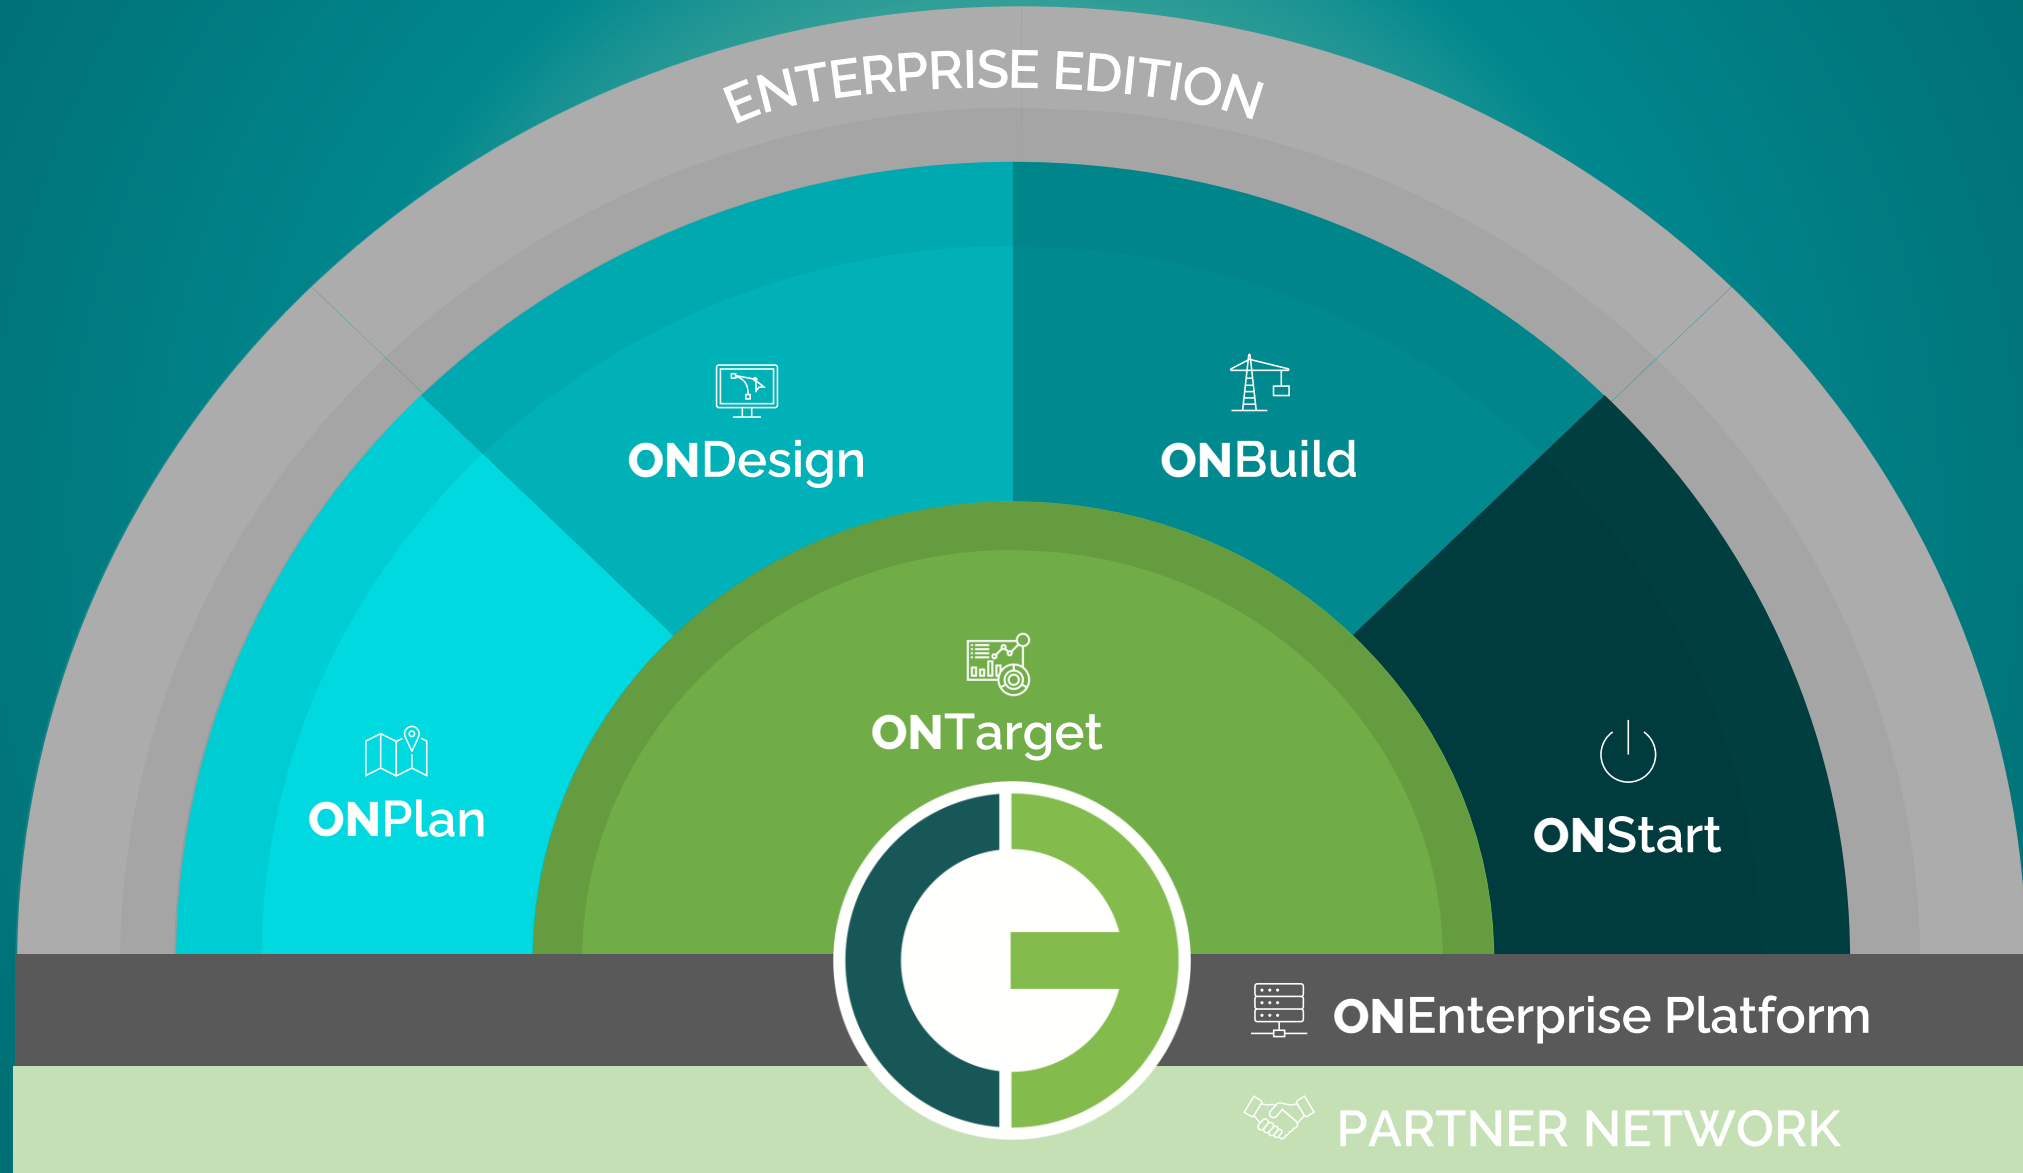 ENTERPRISE EDITION
ONDesign
ONBuild
ONTarget
ONPlan
ONStart
ONEnterprise Platform
PARTNER NETWORK